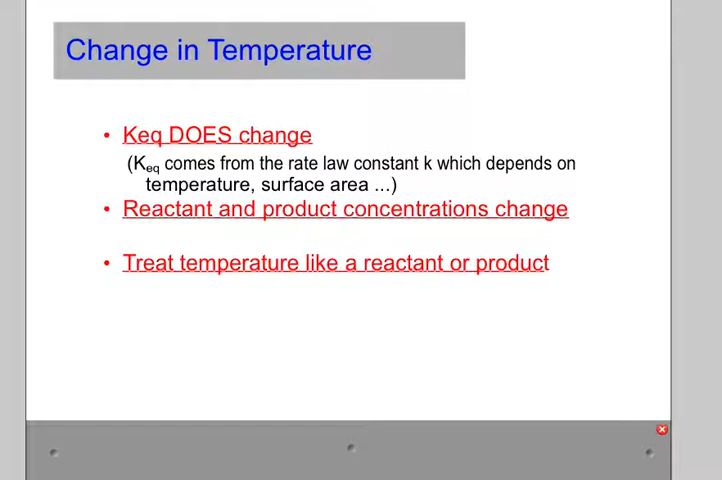 Change in Temperature
• Keq DOES change
(Keq comes from the rate law constant k which depends on
temperature, surface area ...)
• Reactant and product concentrations change
• Treat temperature like a reactant or product